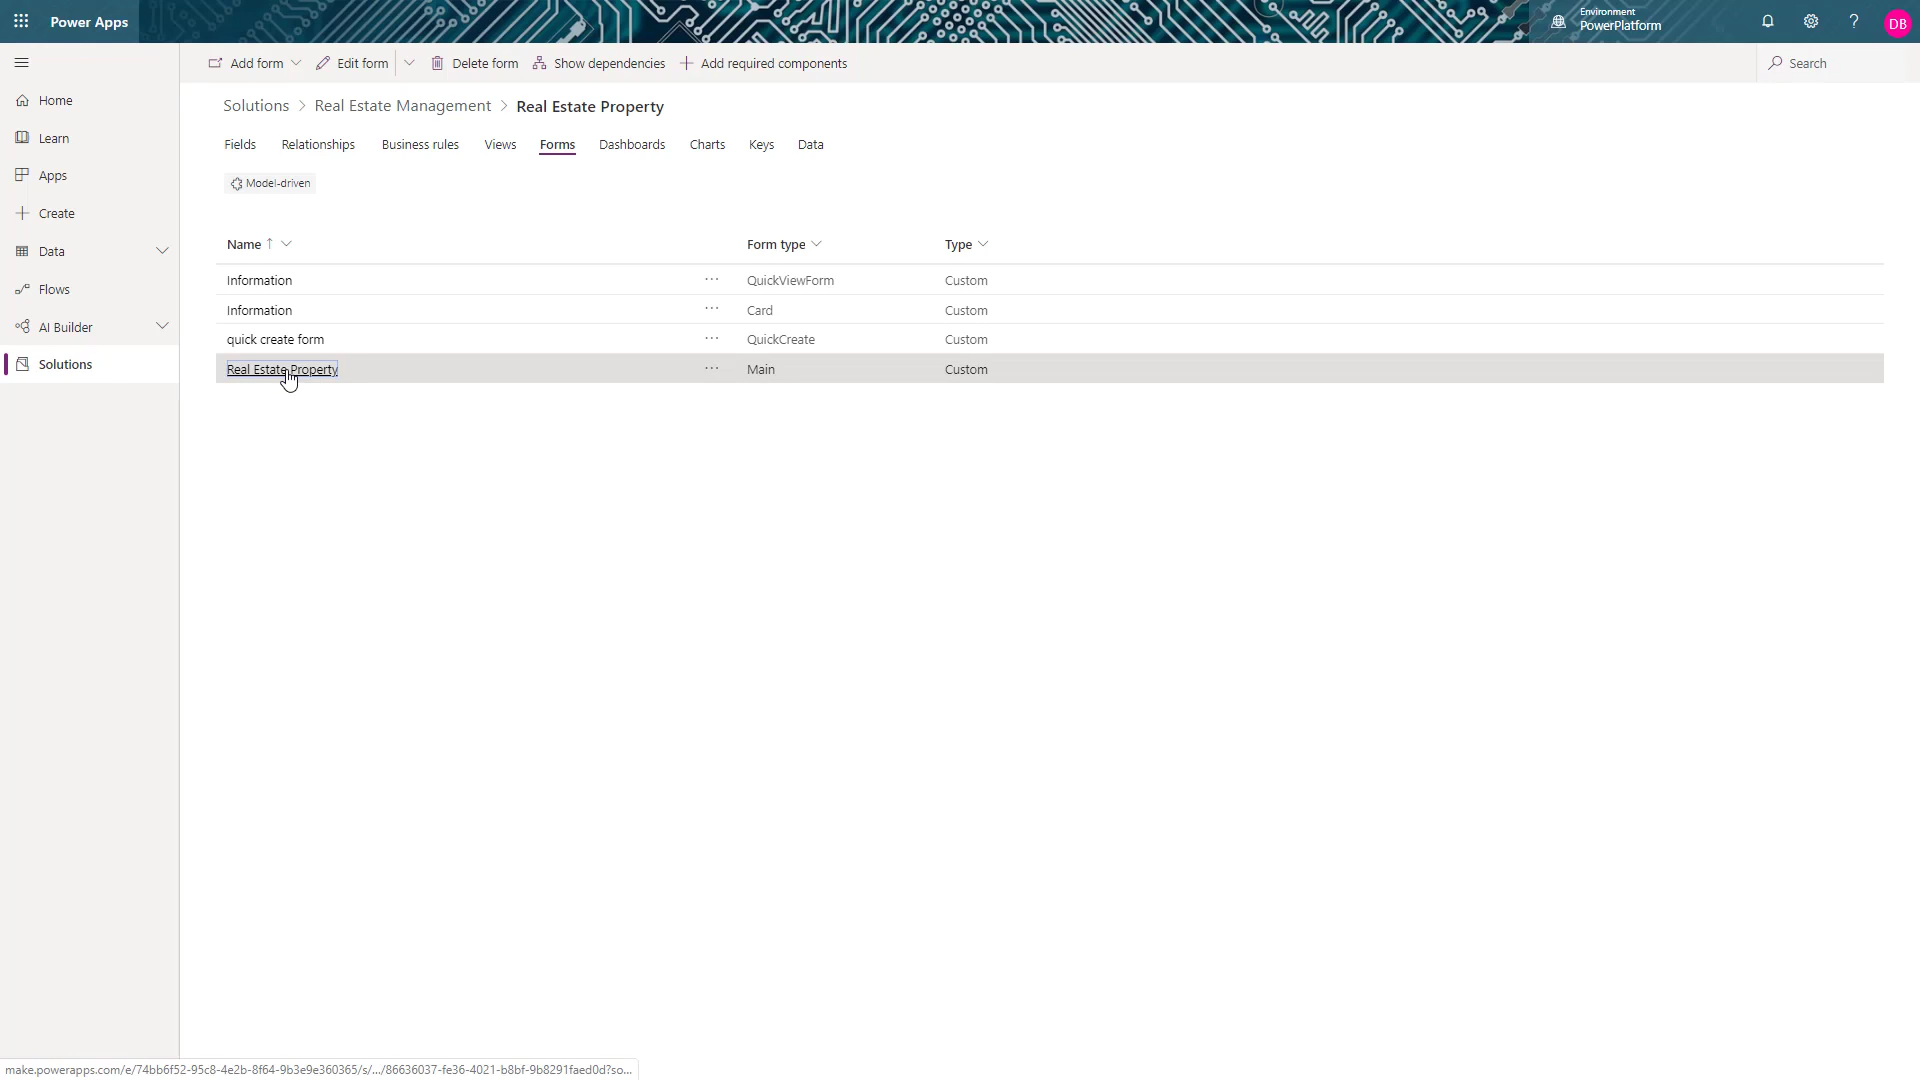 Power Apps
Environment
PowerPlatform
?
DB
Add form
Edit form
Delete form
Show dependencies
Add required components
Search
Home
Learn
Apps
Create
Data
Flows
AI Builder
Solutions
Solutions > Real Estate Management > Real Estate Property
Fields Relationships Business rules Views Forms Dashboards Charts Keys Data
Model-driven
Name ↑ Form type Type
Information ... QuickViewForm Custom
Information ... Card Custom
quick create form ... QuickCreate Custom
Real Estate Property ... Main Custom
make.powerapps.com/e/74bb6f52-95c8-4e2b-8f64-9b3e9e360365/s/.../86636037-fe36-4021-b8bf-9b8291faed0d?so...